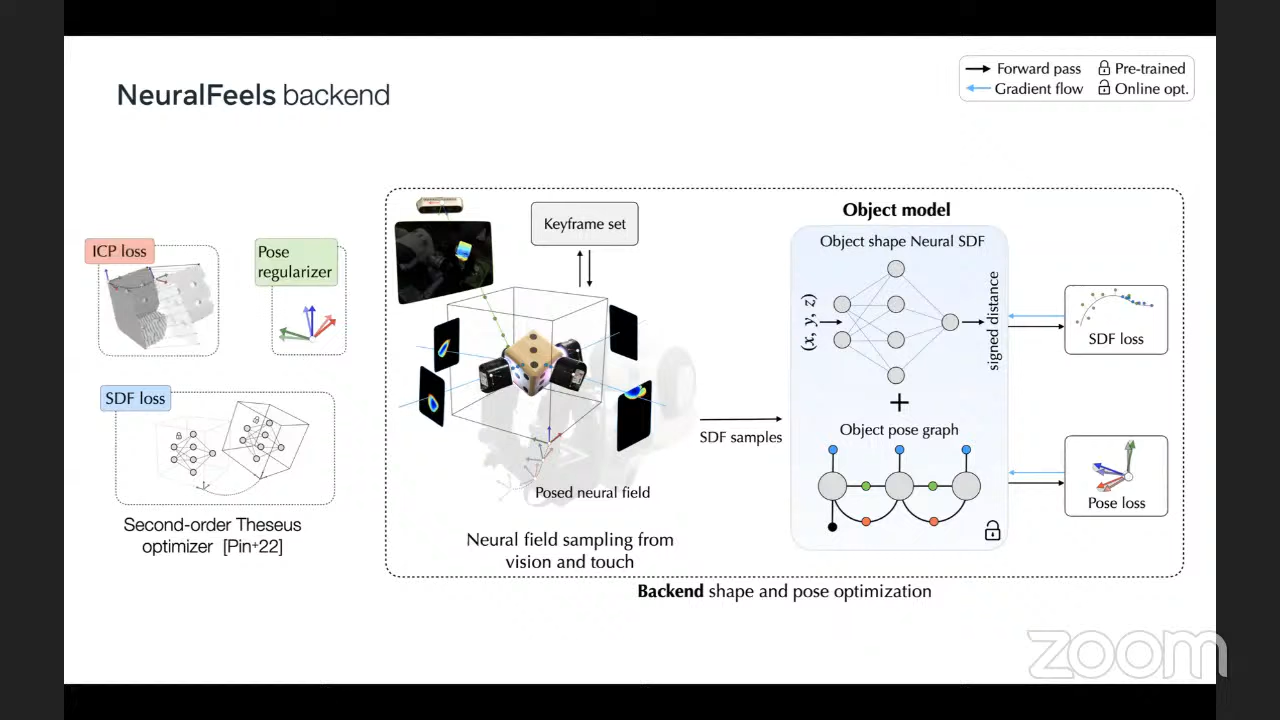 NeuralFeels backend
Forward pass
Pre-trained
Gradient flow
Online opt.
ICP loss
Pose
regularizer
SDF loss
Second-order Theseus
optimizer [Pin+22]
Keyframe set
Posed neural field
Neural field sampling from
vision and touch
SDF samples
Object model
Object shape Neural SDF
(x, y, z)
signed distance
+
Object pose graph
SDF loss
Pose loss
Backend shape and pose optimization
zoom